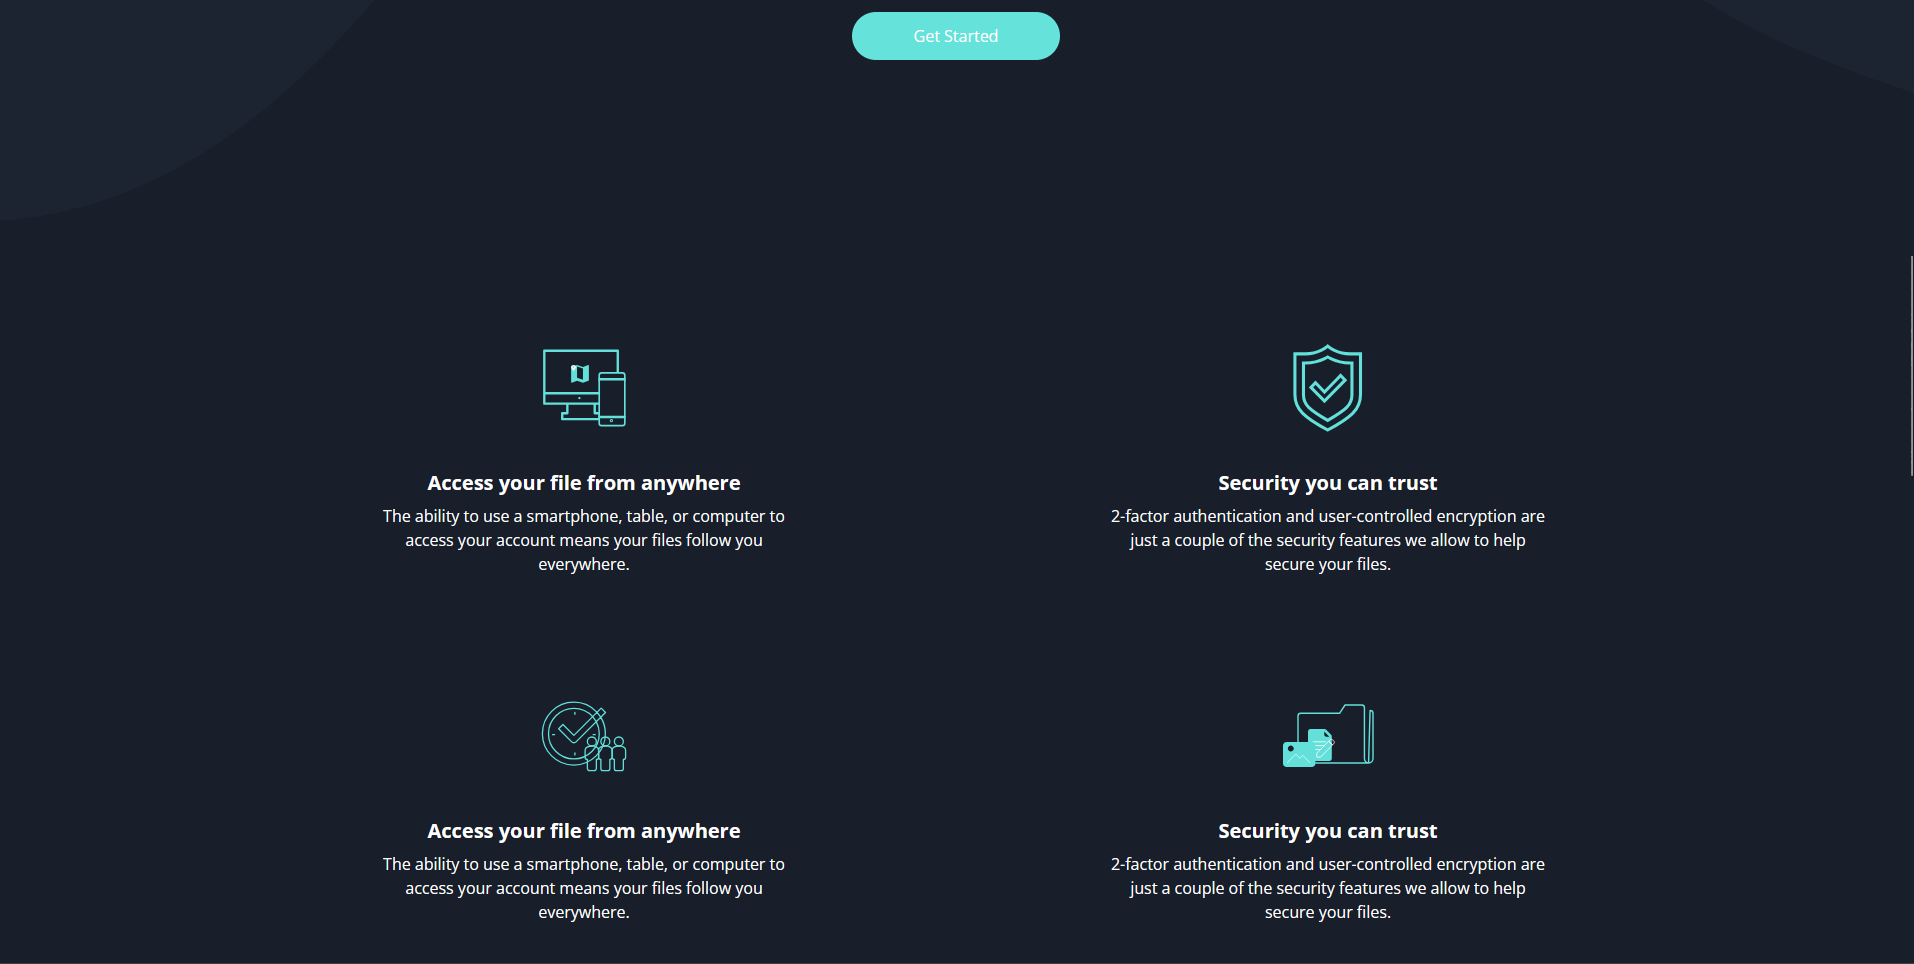 Get Started
Access your file from anywhere
The ability to use a smartphone, table, or computer to
access your account means your files follow you
everywhere.
Security you can trust
2-factor authentication and user-controlled encryption are
just a couple of the security features we allow to help
secure your files.
Access your file from anywhere
The ability to use a smartphone, table, or computer to
access your account means your files follow you
everywhere.
Security you can trust
2-factor authentication and user-controlled encryption are
just a couple of the security features we allow to help
secure your files.